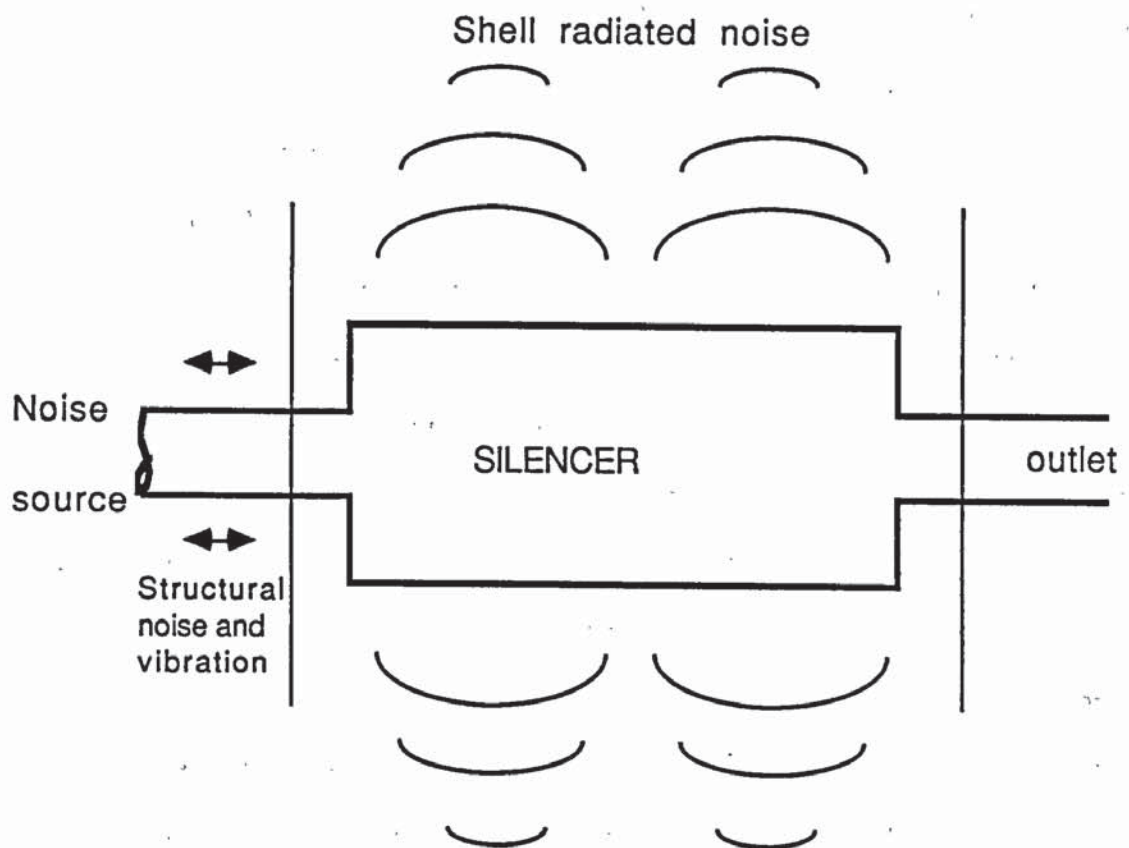 Shell radiated noise
Noise
source
SILENCER
outlet
Structural
noise and
vibration